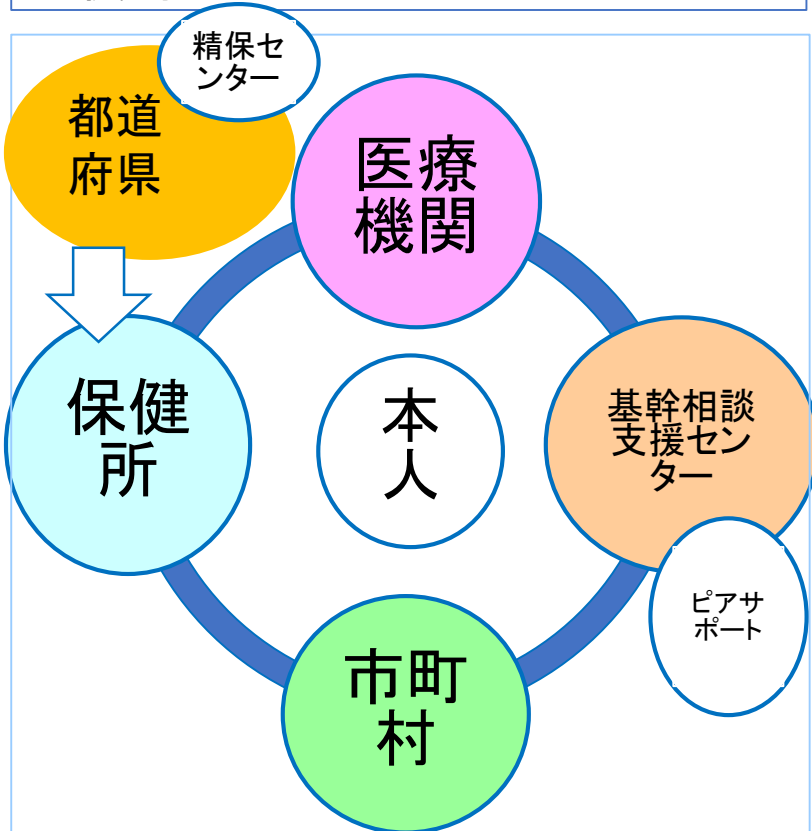 精保セ
ンター
都道
府県
医療
機関
保健
所
本
人
基幹相談
支援セン
ター
ピアサ
ポート
市町
村